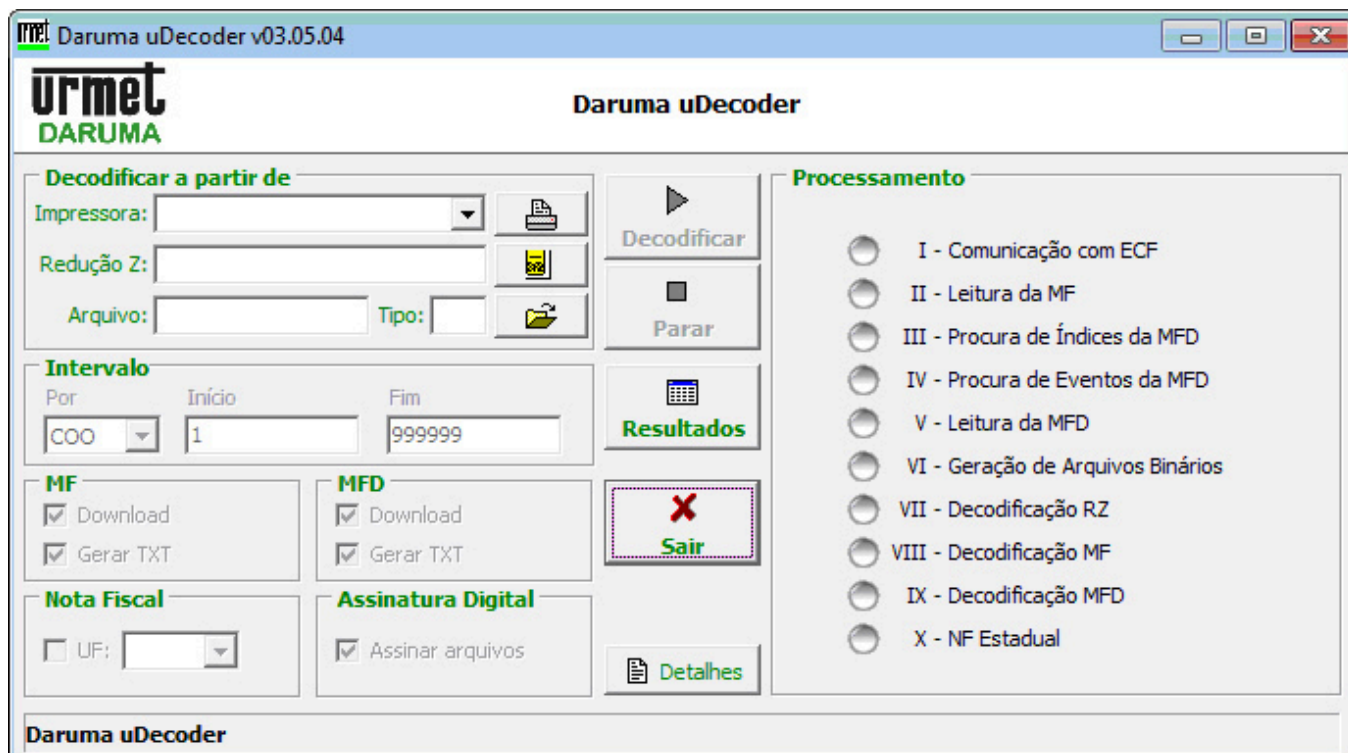 urmet Daruma uDecoder v03.05.04
urmet
DARUMA
Daruma uDecoder
Decodificar a partir de
Impressora:
Redução Z:
Arquivo: Tipo:
Intervalo
Por Início Fim
COO 1 999999
MF
Download
Gerar TXT
MFD
Download
Gerar TXT
Nota Fiscal
UF:
Assinatura Digital
Assinar arquivos
Decodificar
Parar
Resultados
Sair
Detalhes
Processamento
I - Comunicação com ECF
II - Leitura da MF
III - Procura de Índices da MFD
IV - Procura de Eventos da MFD
V - Leitura da MFD
VI - Geração de Arquivos Binários
VII - Decodificação RZ
VIII - Decodificação MF
IX - Decodificação MFD
X - NF Estadual
Daruma uDecoder